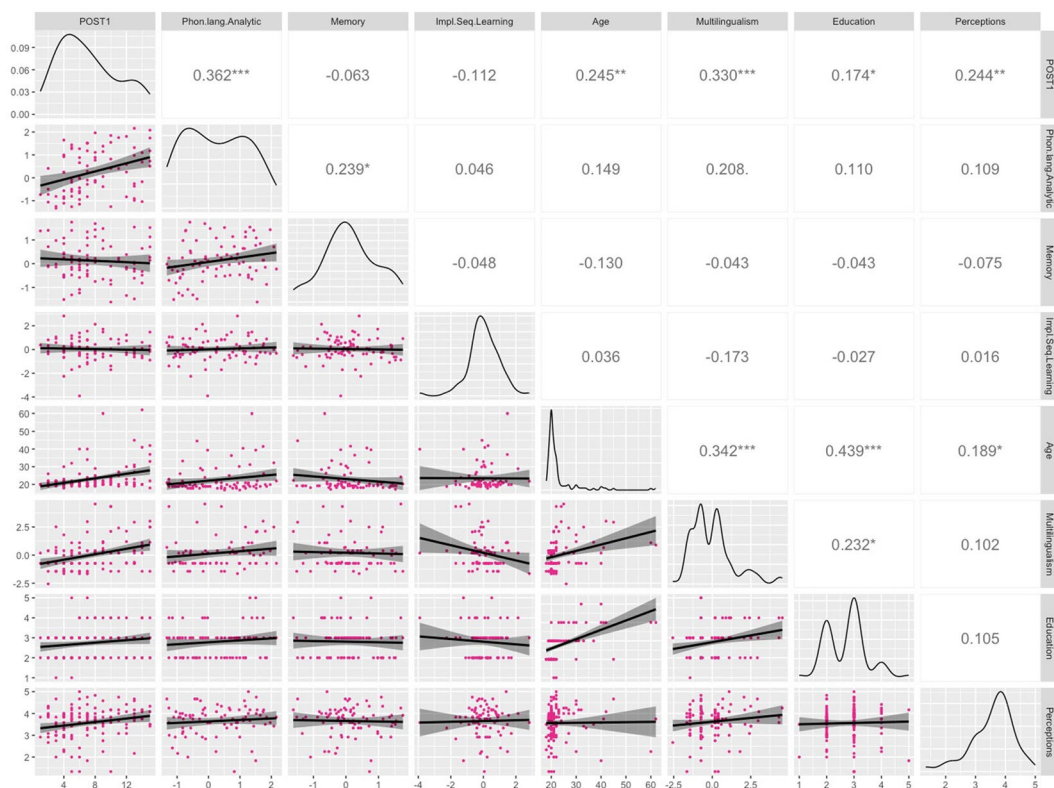 POST1 Phon.lang.Analytic Memory Impl.Seq.Learning Age Multilingualism Education Perceptions
0.09
0.06
0.03
0.00
0.362*** -0.063 -0.112 0.245** 0.330*** 0.174* 0.244**
POST1
2
1
0
-1
0.239* 0.046 0.149 0.208. 0.110 0.109
Phon.lang.Analytic
1
0
-1
-0.048 -0.130 -0.043 -0.043 -0.075
Memory
2
0
-2
-4
0.036 -0.173 -0.027 0.016
Impl.Seq.Learning
60
50
40
30
20
0.342*** 0.439*** 0.189*
Age
2.5
0.0
-2.5
0.232* 0.102
Multilingualism
5
4
3
2
1
0.105
Education
5
4
3
2
Perceptions
4 8 12 -1 0 1 2 -1 0 1 -4 -2 0 2 20 30 40 50 60 -2.5 0.0 2.5 1 2 3 4 5 2 3 4 5